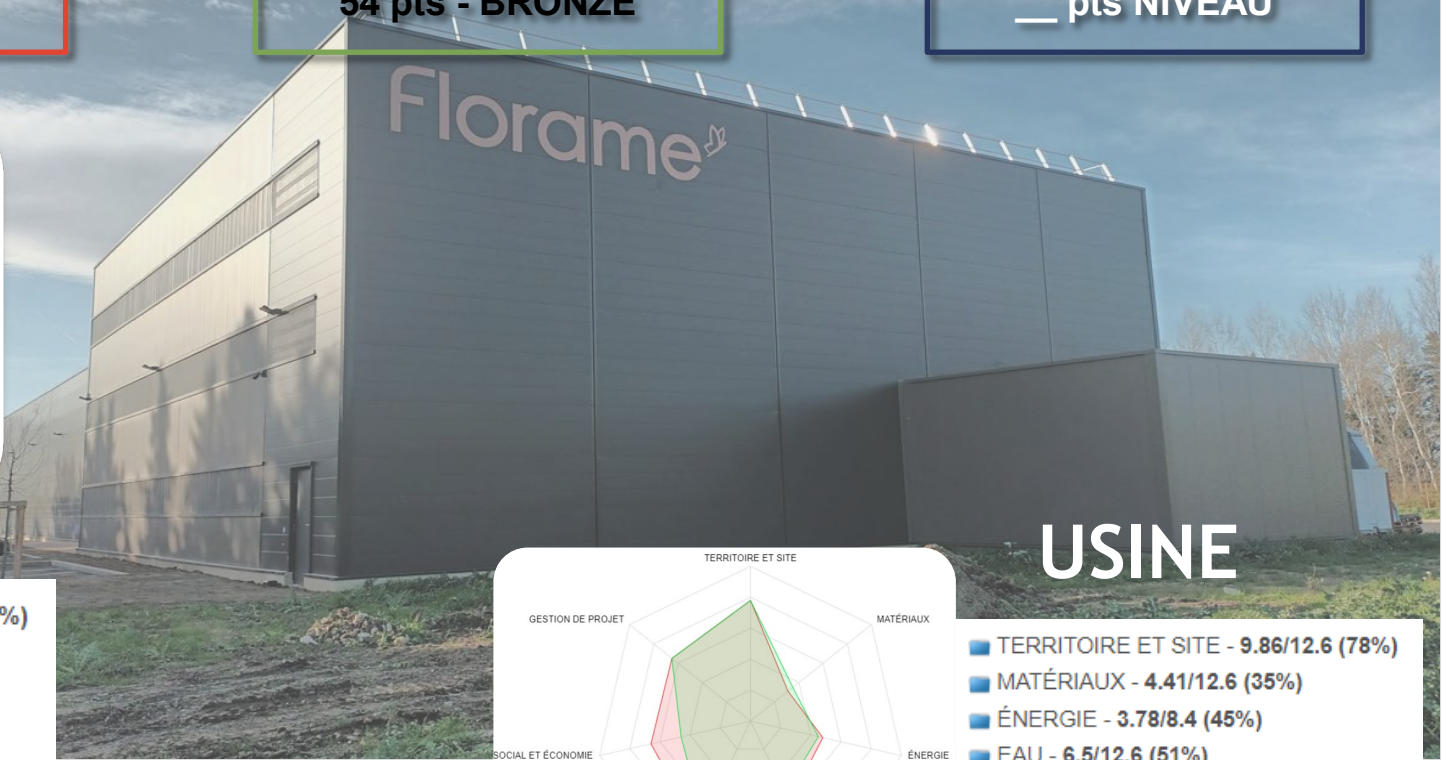 54 pts - BRONZE
__ pts NIVEAU
Florame
%)
USINE
TERRITOIRE ET SITE
GESTION DE PROJET
MATÉRIAUX
SOCIAL ET ÉCONOMIE
ÉNERGIE
TERRITOIRE ET SITE - 9.86/12.6 (78%)
MATÉRIAUX - 4.41/12.6 (35%)
ÉNERGIE - 3.78/8.4 (45%)
EAU - 6.5/12.6 (51%)